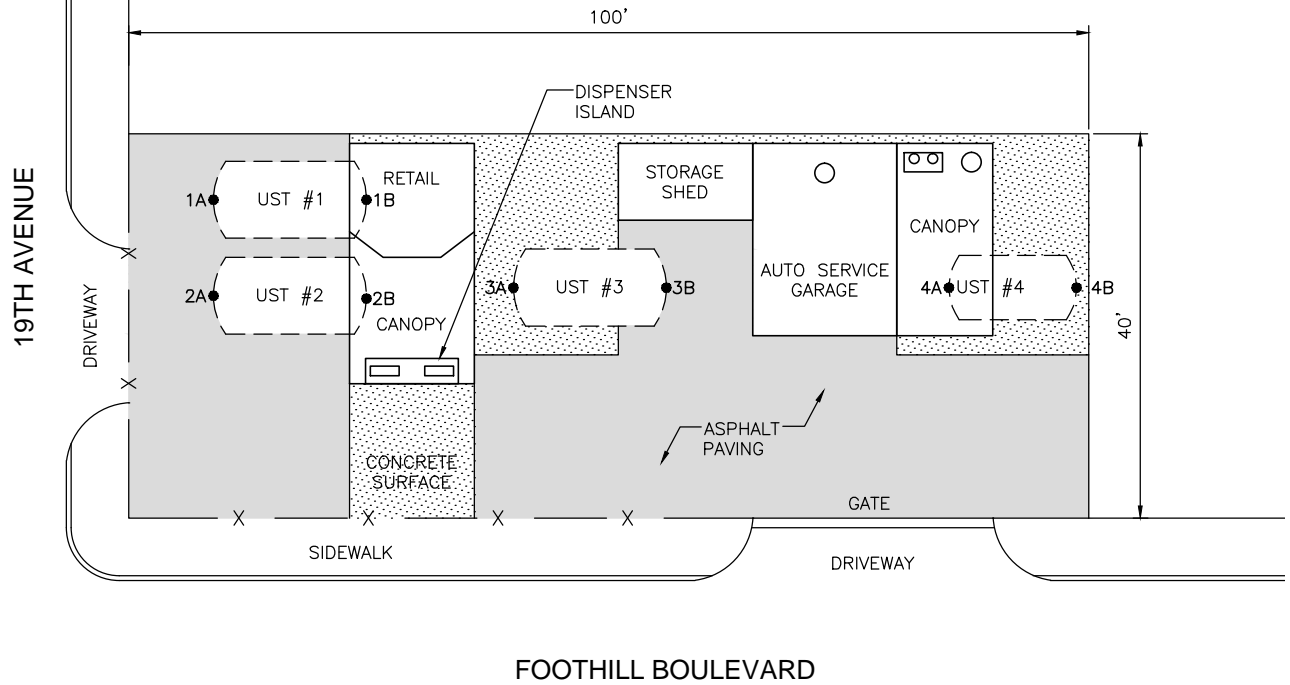 100'
DISPENSER
ISLAND
19TH AVENUE
DRIVEWAY
1A
UST #1
1B
RETAIL
2A
UST #2
2B
CANOPY
3A
UST #3
3B
STORAGE
SHED
AUTO SERVICE
GARAGE
CANOPY
4A
UST #4
4B
40'
ASPHALT
PAVING
CONCRETE
SURFACE
GATE
SIDEWALK
DRIVEWAY
FOOTHILL BOULEVARD